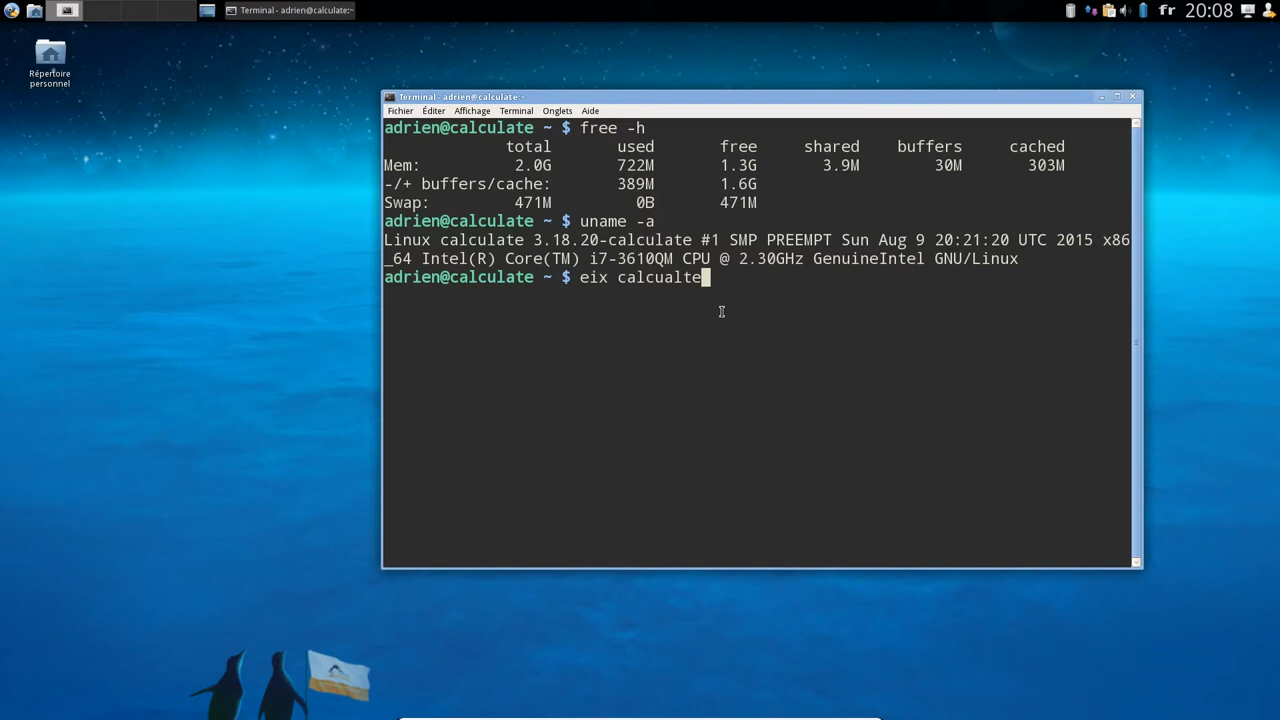 Terminal - adrien@calculate:~
fr 20:08
Répertoire
personnel
Terminal - adrien@calculate:~
Fichier Éditer Affichage Terminal Onglets Aide
adrien@calculate ~ $ free -h
total used free shared buffers cached
Mem: 2.0G 722M 1.3G 3.9M 30M 303M
-/+ buffers/cache: 389M 1.6G
Swap: 471M 0B 471M
adrien@calculate ~ $ uname -a
Linux calculate 3.18.20-calculate #1 SMP PREEMPT Sun Aug 9 20:21:20 UTC 2015 x86
_64 Intel(R) Core(TM) i7-3610QM CPU @ 2.30GHz GenuineIntel GNU/Linux
adrien@calculate ~ $ eix calcualte